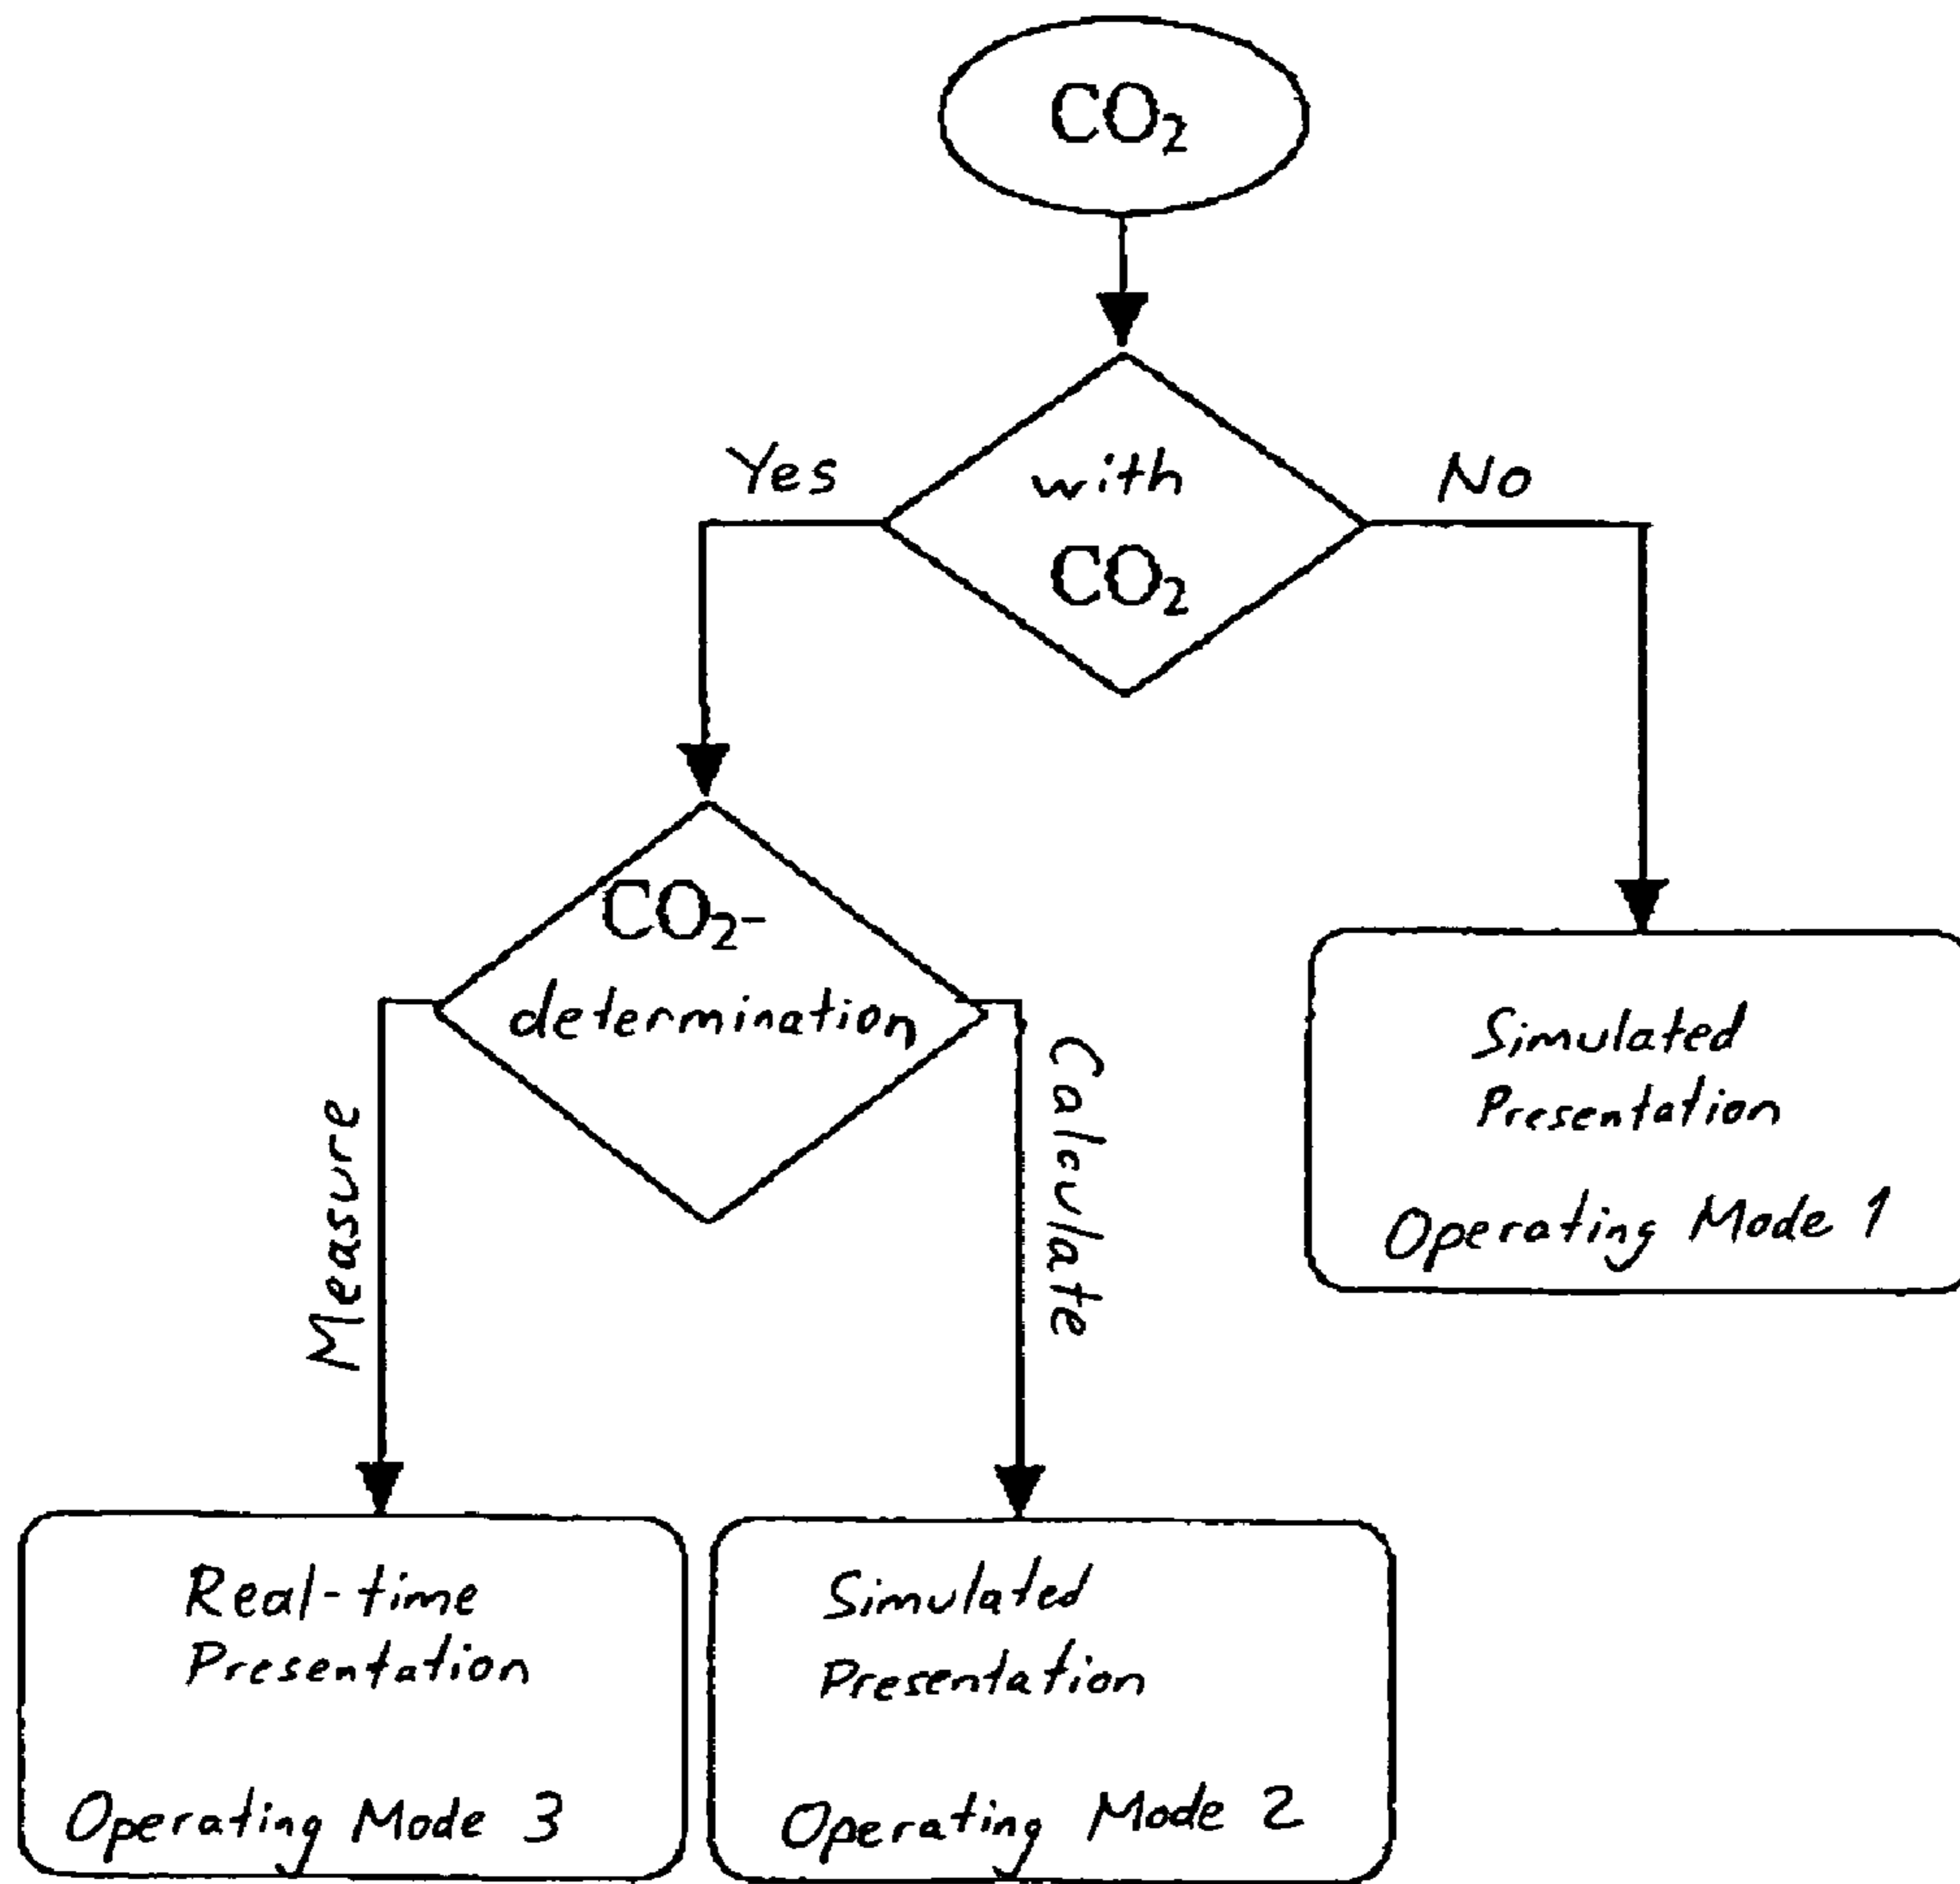 CO₂
Yes
with
CO₂
No
CO₂-
determination
Measure
Calculate
Simulated
Presentation
Operating Mode 1
Real-time
Presentation
Operating Mode 3
Simulated
Presentation
Operating Mode 2